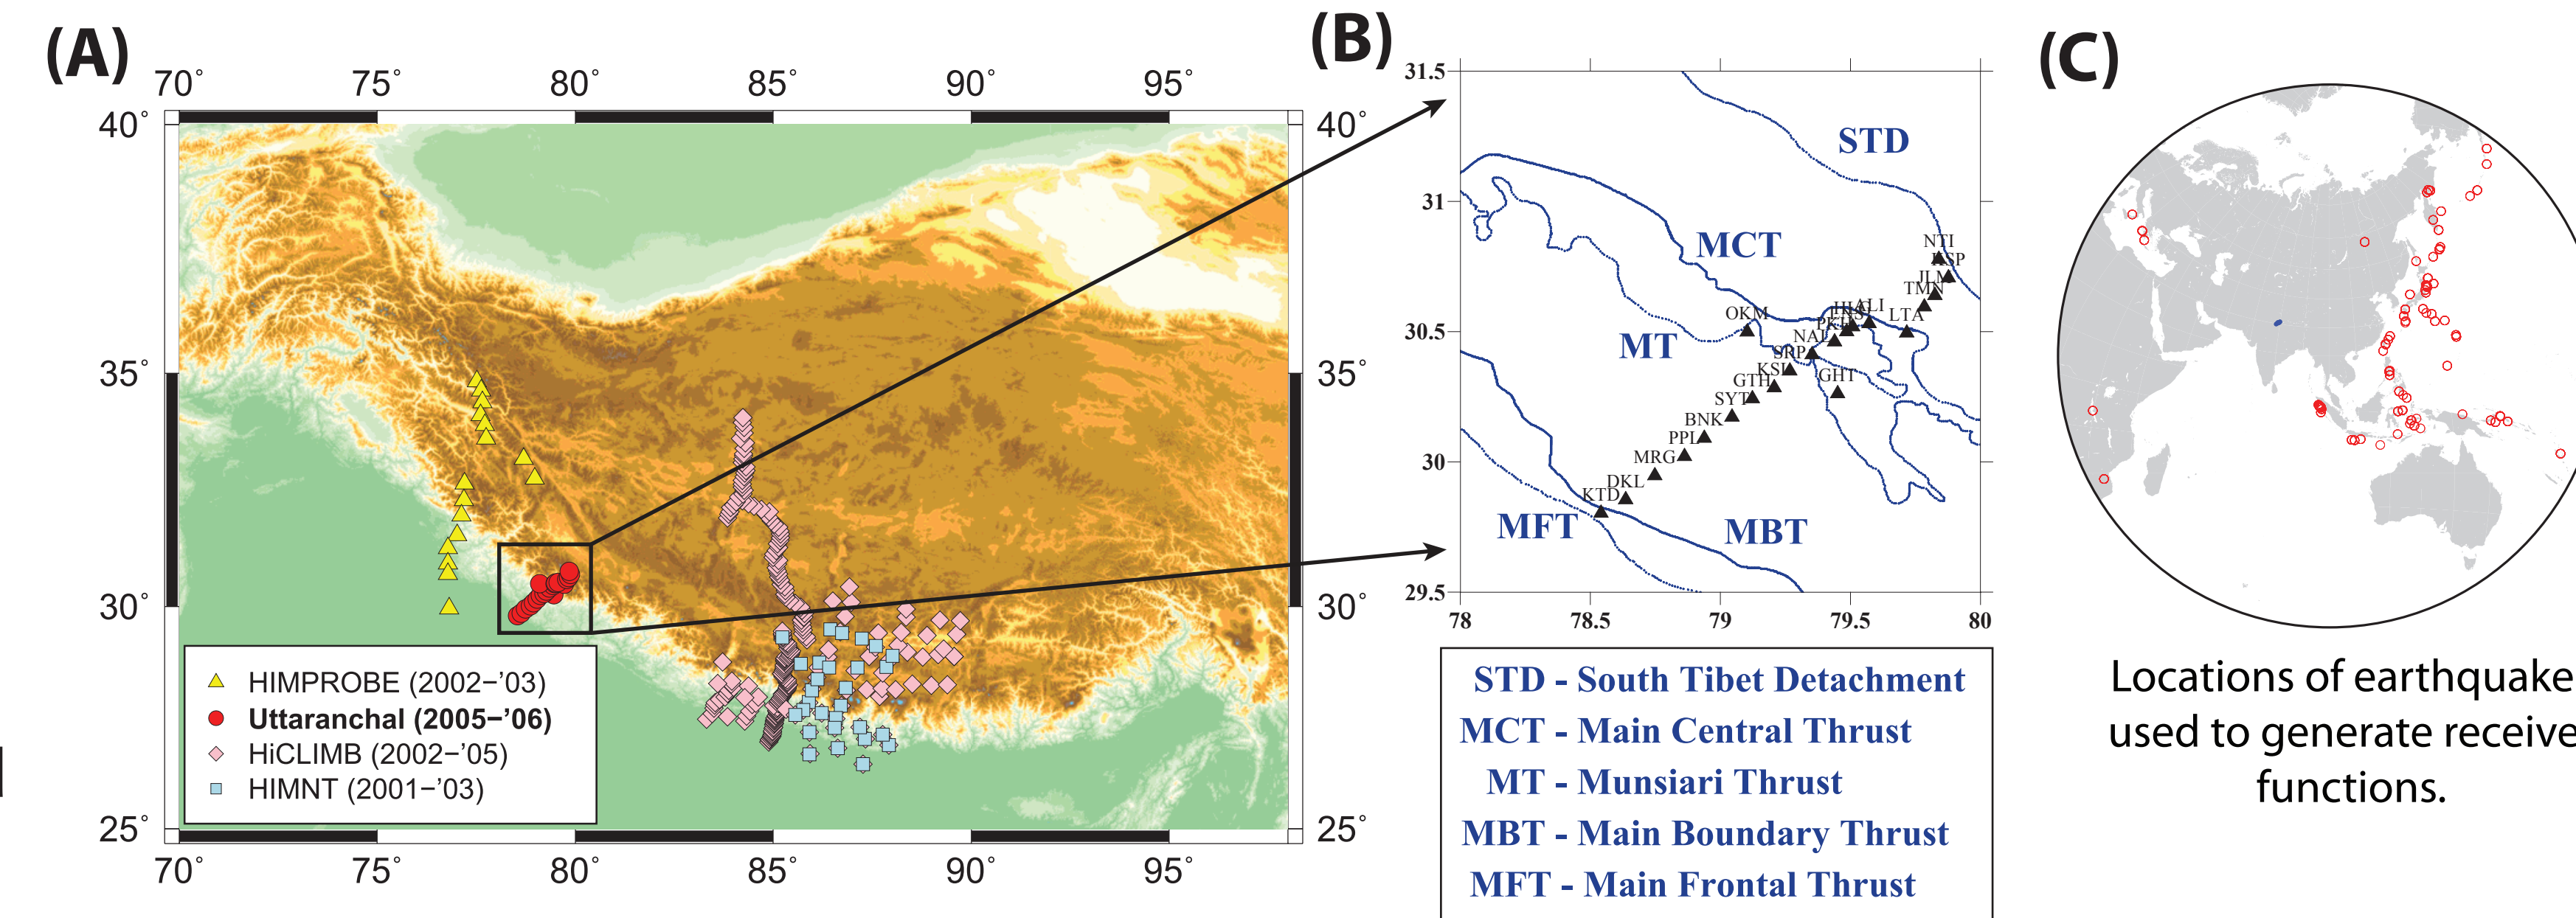 (A)
70° 75° 80° 85° 90° 95°
40° 40°
35° 35°
30° 30°
25° 25°
70° 75° 80° 85° 90° 95°
HIMPROBE (2002–'03)
Uttaranchal (2005–'06)
HiCLIMB (2002–'05)
HIMNT (2001–'03)
(B)
31.5
31
30.5
30
29.5
78 78.5 79 79.5 80
STD
MCT
NTI
JLM
TMN
OKM
ALI
LTA
MT
NAL
SRP
KSL
GTH
GHT
SYT
BNK
PPL
MRG
DKL
KTD
MFT
MBT
STD - South Tibet Detachment
MCT - Main Central Thrust
MT - Munsiari Thrust
MBT - Main Boundary Thrust
MFT - Main Frontal Thrust
(C)
Locations of earthquake
used to generate receive
functions.